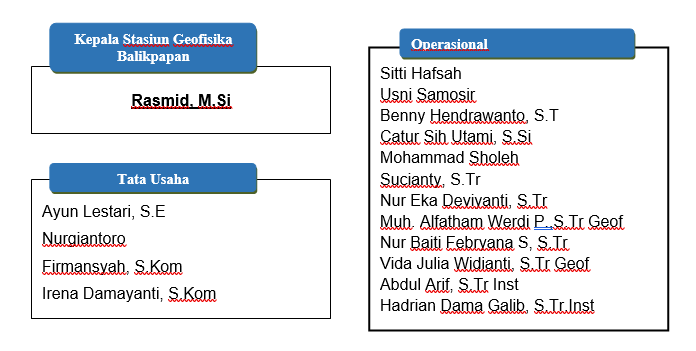 Kepala Stasiun Geofisika
Balikpapan
Rasmid, M.Si
Tata Usaha
Ayun Lestari, S.E
Nurgiantoro
Firmansyah, S.Kom
Irena Damayanti, S.Kom
Operasional
Sitti Hafsah
Usni Samosir
Benny Hendrawanto, S.T
Catur Sih Utami, S.Si
Mohammad Sholeh
Sucianty, S.Tr
Nur Eka Devivanti, S.Tr
Muh. Alfatham Werdi P.,S.Tr Geof
Nur Baiti Febryana S, S.Tr
Vida Julia Widianti, S.Tr Geof
Abdul Arif, S.Tr Inst
Hadrian Dama Galib, S.Tr.Inst